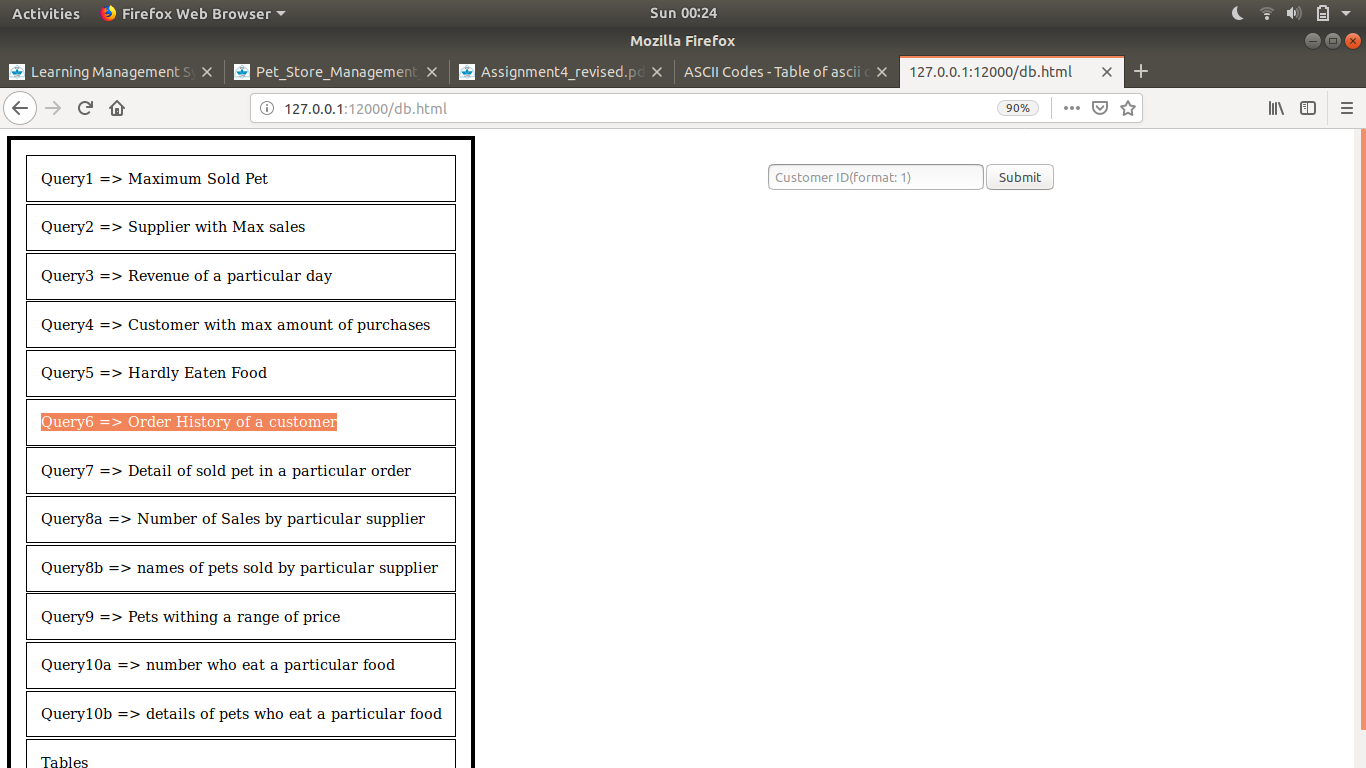 Activities Firefox Web Browser Sun 00:24
Mozilla Firefox
Learning Management Sy Pet_Store_Management_ Assignment4_revised.pd ASCII Codes - Table of ascii c 127.0.0.1:12000/db.html
127.0.0.1:12000/db.html 90%
Customer ID(format: 1) Submit
Query1 => Maximum Sold Pet
Query2 => Supplier with Max sales
Query3 => Revenue of a particular day
Query4 => Customer with max amount of purchases
Query5 => Hardly Eaten Food
Query6 => Order History of a customer
Query7 => Detail of sold pet in a particular order
Query8a => Number of Sales by particular supplier
Query8b => names of pets sold by particular supplier
Query9 => Pets withing a range of price
Query10a => number who eat a particular food
Query10b => details of pets who eat a particular food
Tables